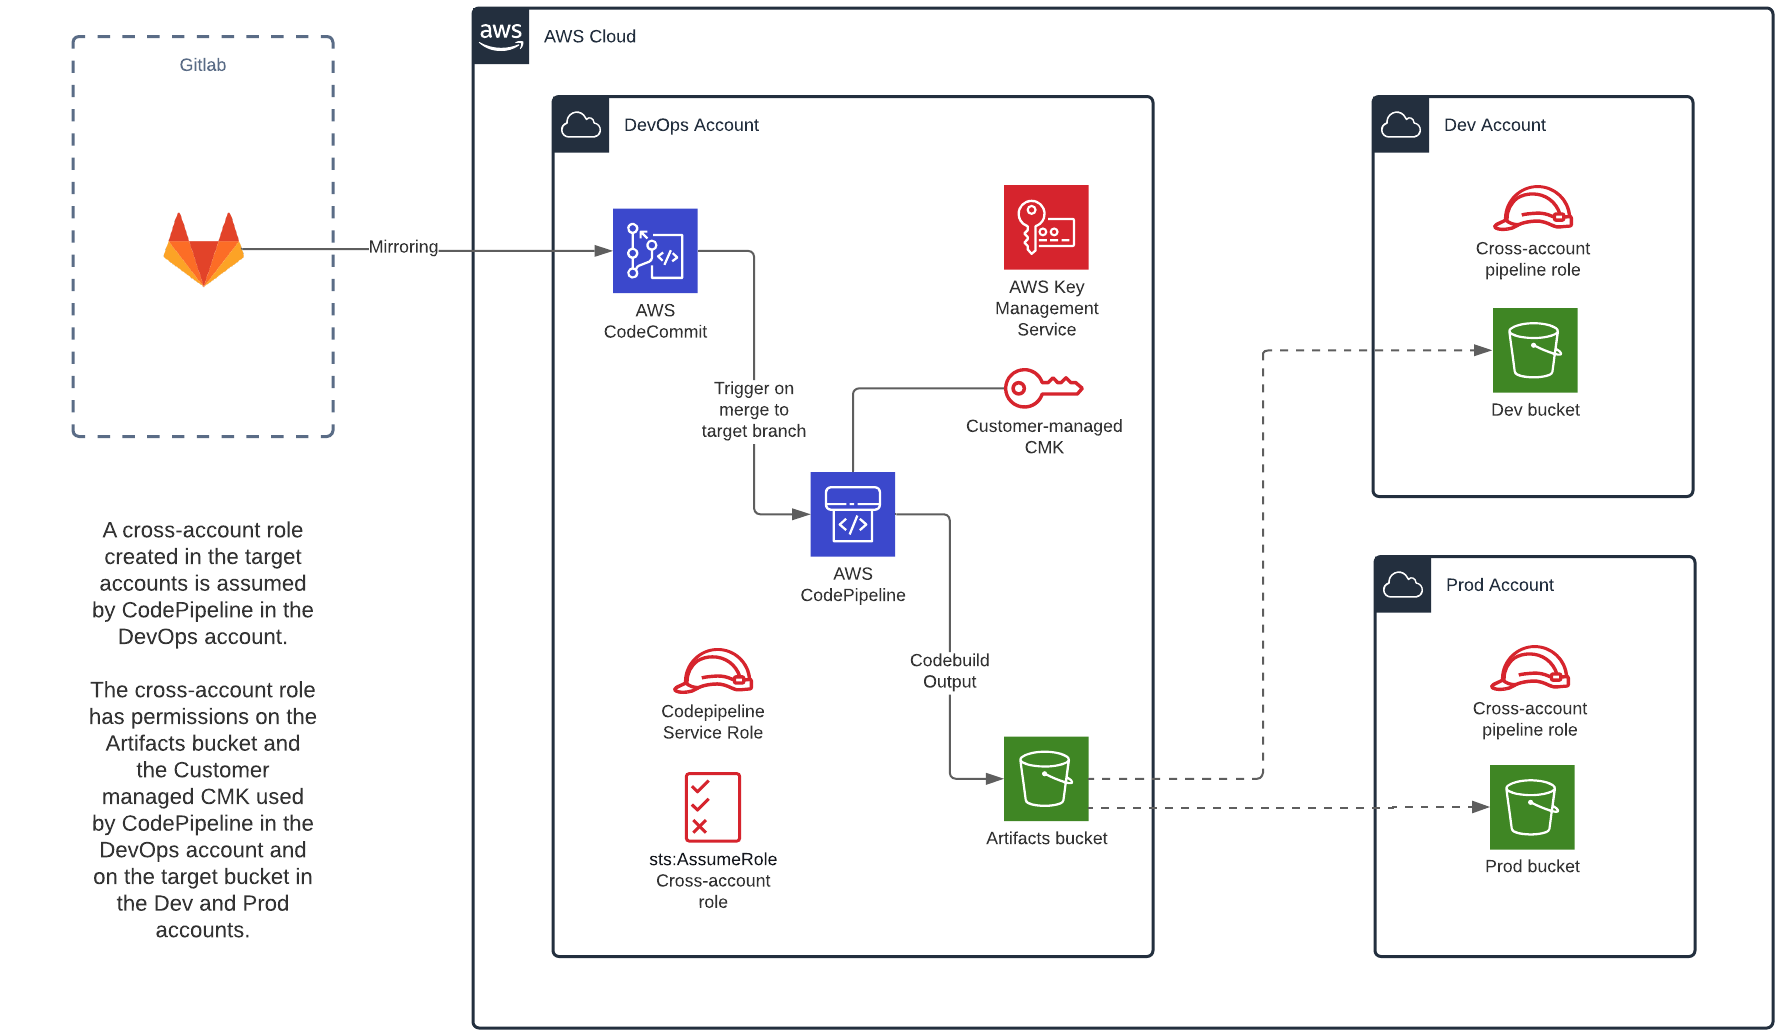 Gitlab
aws
AWS Cloud
DevOps Account
Dev Account
Mirroring
AWS
CodeCommit
AWS Key
Management
Service
Trigger on
merge to
target branch
Customer-managed
CMK
AWS
CodePipeline
Codebuild
Output
Codepipeline
Service Role
sts:AssumeRole
Cross-account
role
Artifacts bucket
Cross-account
pipeline role
Dev bucket
Prod Account
Cross-account
pipeline role
Prod bucket
A cross-account role
created in the target
accounts is assumed
by CodePipeline in the
DevOps account.
The cross-account role
has permissions on the
Artifacts bucket and
the Customer
managed CMK used
by CodePipeline in the
DevOps account and
on the target bucket in
the Dev and Prod
accounts.